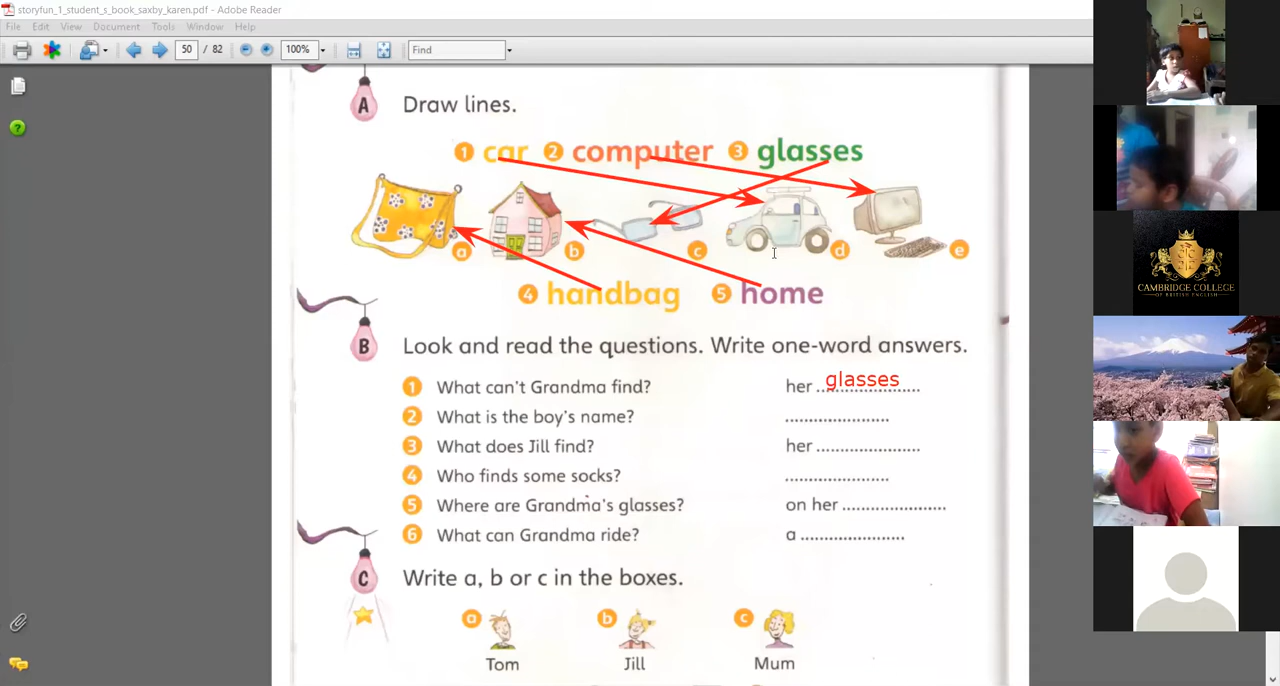 storyfun_1_student_s_book_saxby_karen.pdf - Adobe Reader
File Edit View Document Tools Window Help
50 / 82 100% Find
A Draw lines.
1 car 2 computer 3 glasses
a b c d e
4 handbag 5 home
B Look and read the questions. Write one-word answers.
1 What can't Grandma find? her glasses
2 What is the boy's name? ....................
3 What does Jill find? her ....................
4 Who finds some socks? ....................
5 Where are Grandma's glasses? on her ....................
6 What can Grandma ride? a ....................
C Write a, b or c in the boxes.
a b c
Tom Jill Mum
CAMBRIDGE COLLEGE
OF BRITISH ENGLISH